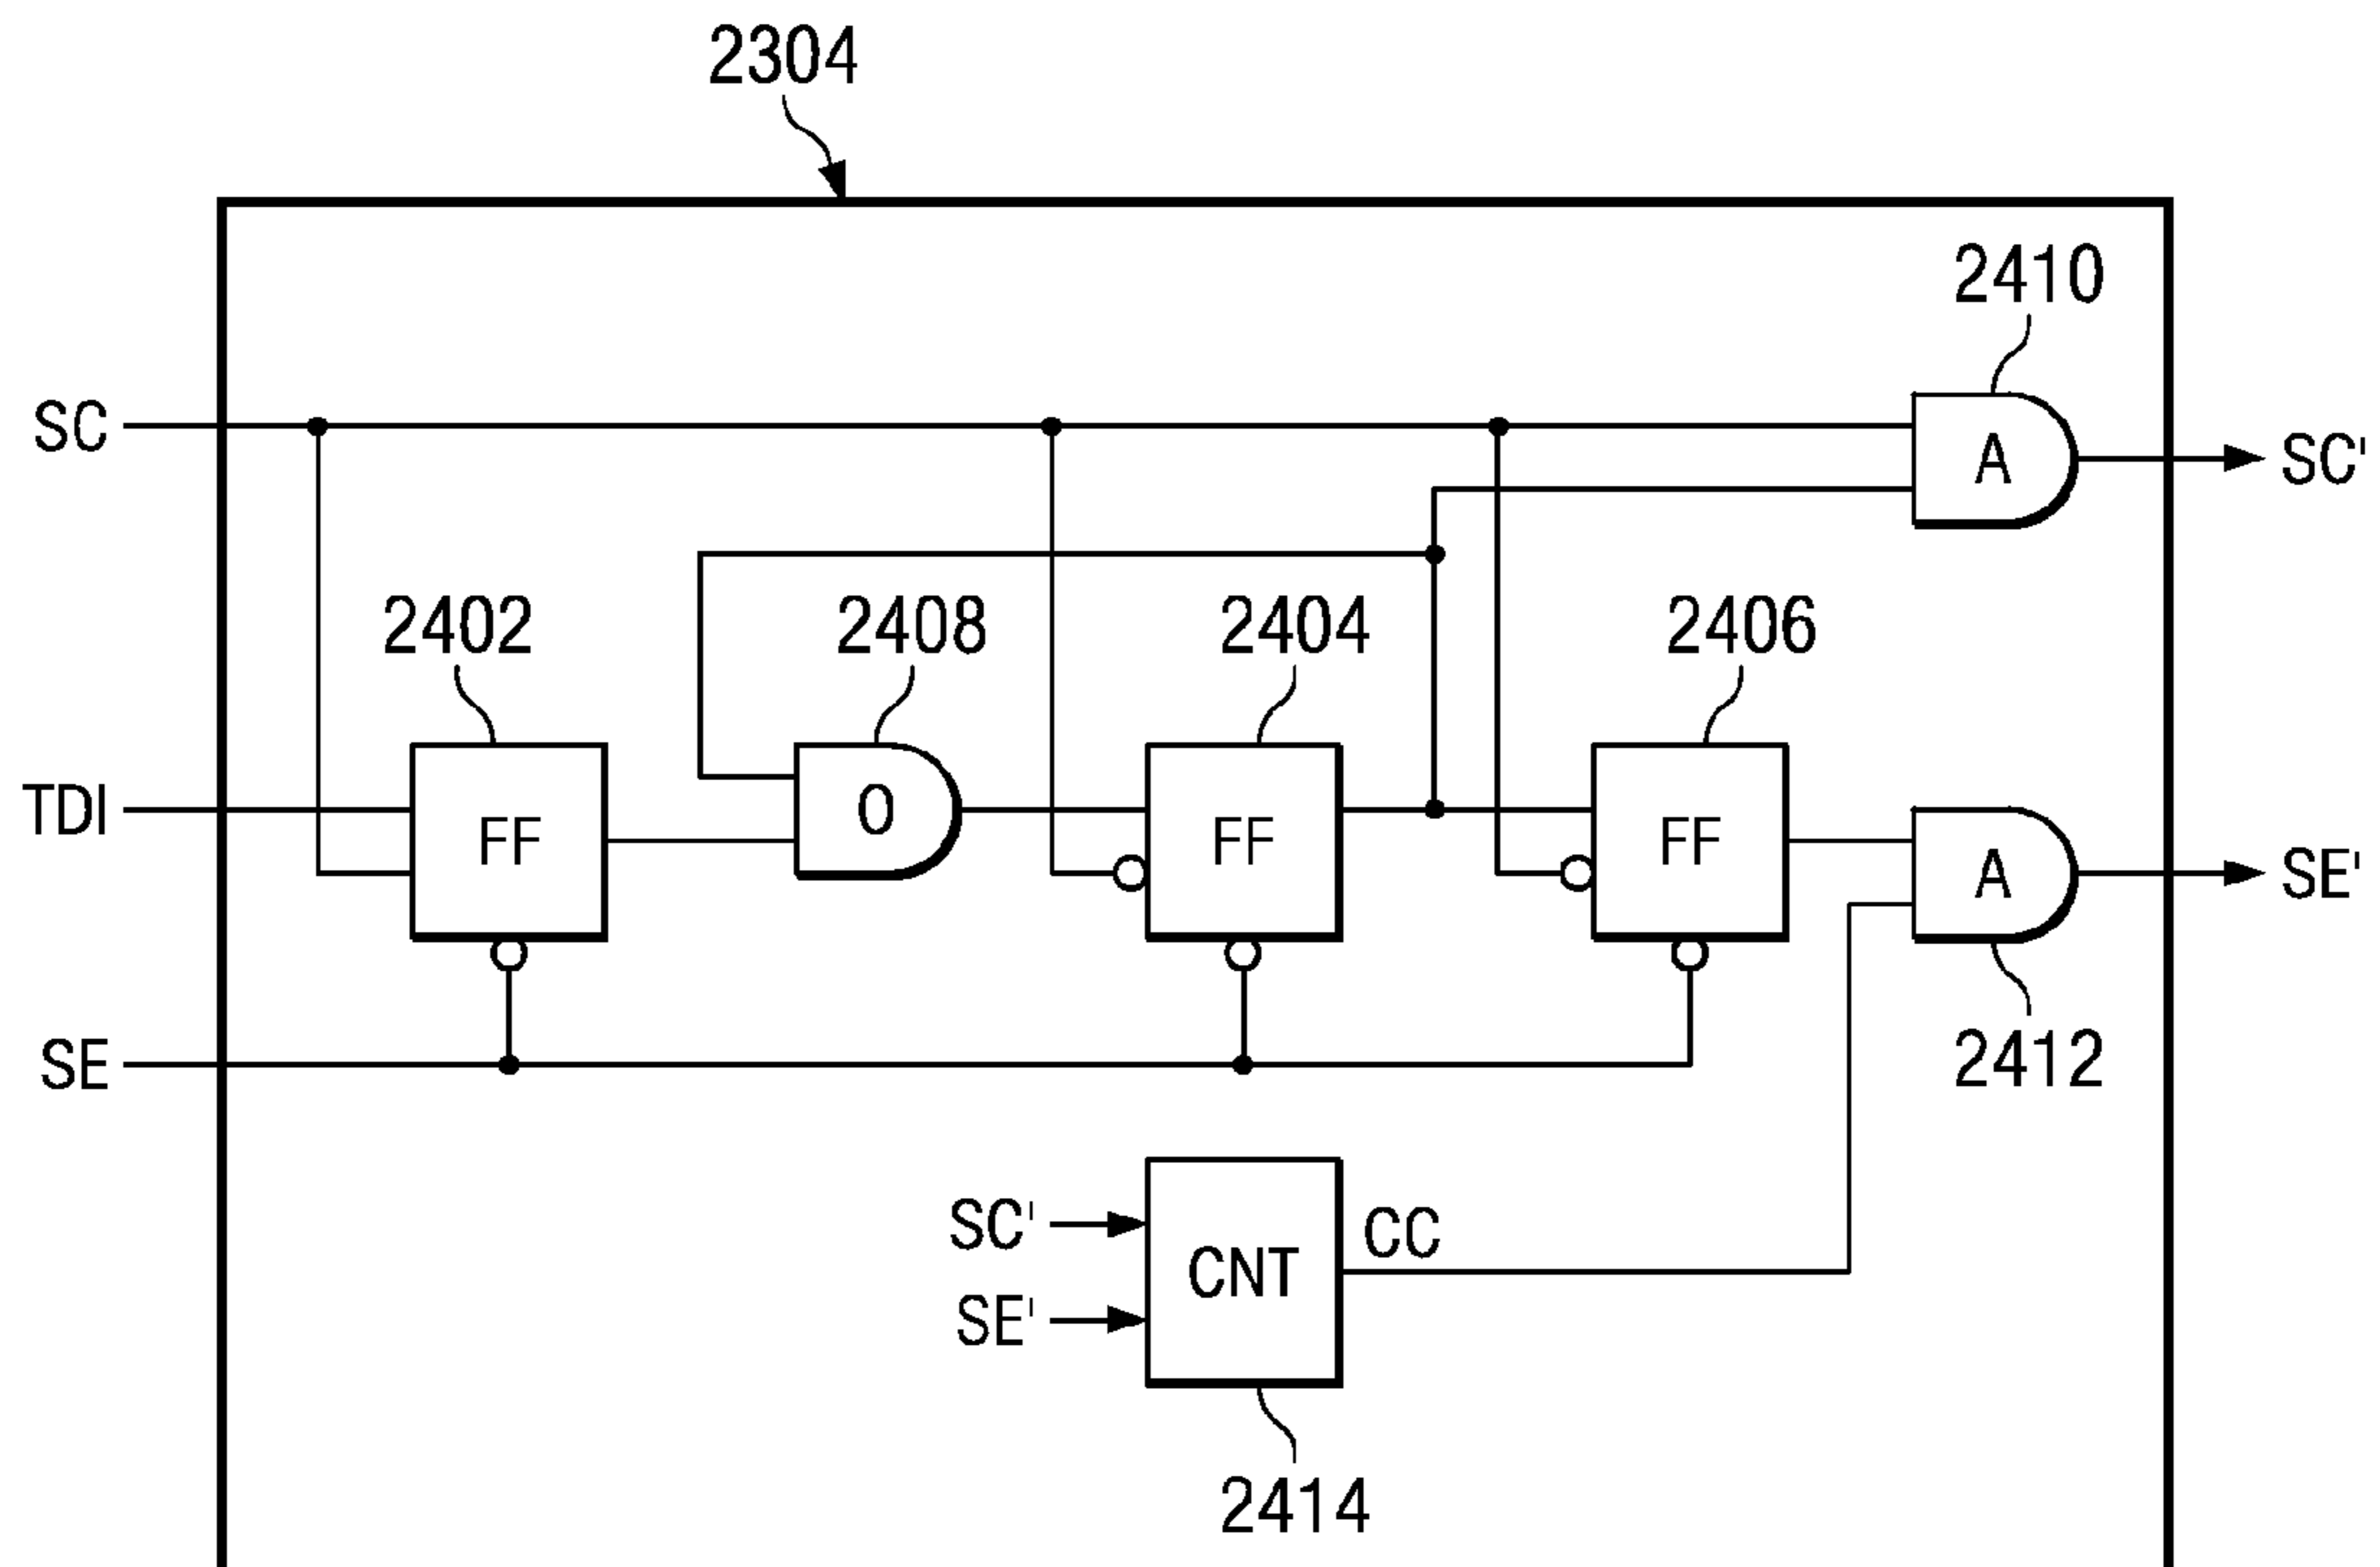 2304
2410
SC
A
SC'
2402
2408
2404
2406
TDI
FF
O
FF
FF
A
SE'
SE
2412
SC'
CC
CNT
SE'
2414